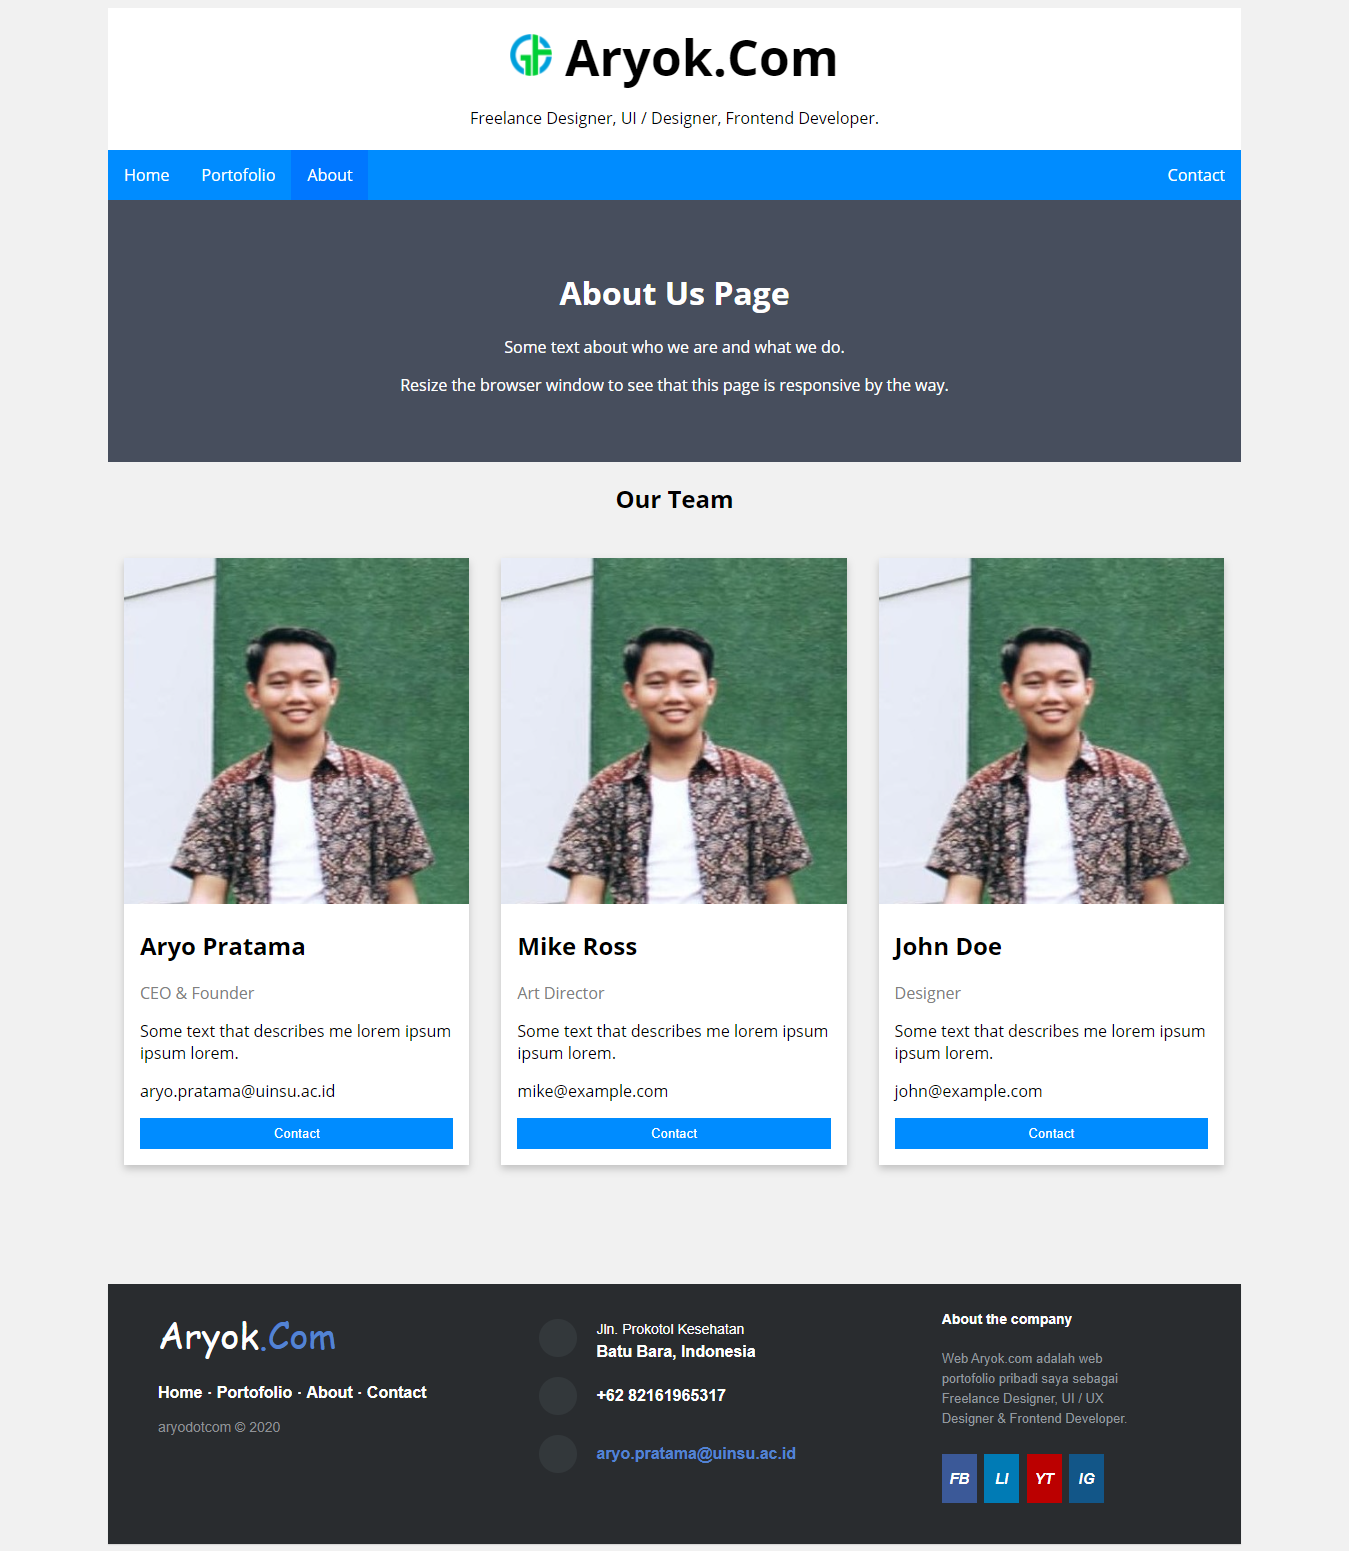 Aryok.Com
Freelance Designer, UI / Designer, Frontend Developer.
Home Portofolio About Contact
About Us Page
Some text about who we are and what we do.
Resize the browser window to see that this page is responsive by the way.
Our Team
Aryo Pratama
CEO & Founder
Some text that describes me lorem ipsum
ipsum lorem.
aryo.pratama@uinsu.ac.id
Contact
Mike Ross
Art Director
Some text that describes me lorem ipsum
ipsum lorem.
mike@example.com
Contact
John Doe
Designer
Some text that describes me lorem ipsum
ipsum lorem.
john@example.com
Contact
Aryok.Com
Home · Portofolio · About · Contact
aryodotcom © 2020
Jln. Prokotol Kesehatan
Batu Bara, Indonesia
+62 82161965317
aryo.pratama@uinsu.ac.id
About the company
Web Aryok.com adalah web
portofolio pribadi saya sebagai
Freelance Designer, UI / UX
Designer & Frontend Developer.
FB LI YT IG